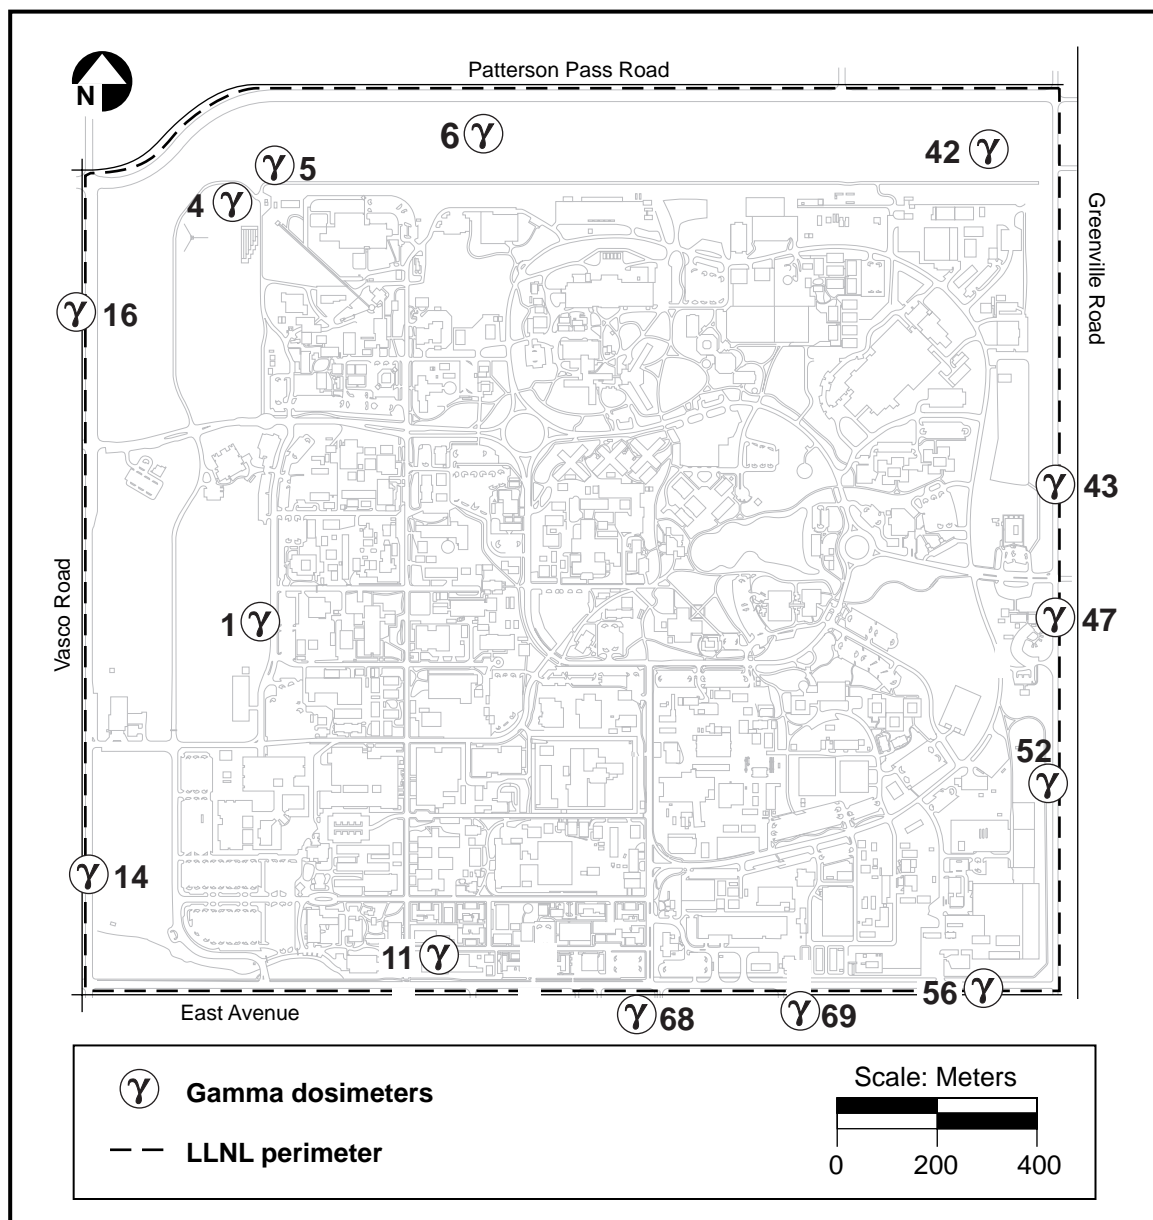 Patterson Pass Road
N
6 γ
42 γ
γ 5
4 γ
Greenville Road
γ 16
γ 43
Vasco Road
1 γ
γ 47
52
γ
γ 14
11 γ
56 γ
East Avenue
γ 68
γ 69
γ Gamma dosimeters
LLNL perimeter
Scale: Meters
0 200 400